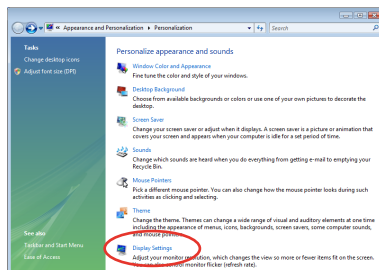 « Appearance and Personalization ▸ Personalization
Search
Tasks
Change desktop icons
Adjust font size (DPI)
See also
Taskbar and Start Menu
Ease of Access
Personalize appearance and sounds
Window Color and Appearance
Fine tune the color and style of your windows.
Desktop Background
Choose from available backgrounds or colors or use one of your own pictures to decorate the
desktop.
Screen Saver
Change your screen saver or adjust when it displays. A screen saver is a picture or animation that
covers your screen and appears when your computer is idle for a set period of time.
Sounds
Change which sounds are heard when you do everything from getting e-mail to emptying your
Recycle Bin.
Mouse Pointers
Pick a different mouse pointer. You can also change how the mouse pointer looks during such
activities as clicking and selecting.
Theme
Change the theme. Themes can change a wide range of visual and auditory elements at one time
including the appearance of menus, icons, backgrounds, screen savers, some computer sounds,
and mouse pointers.
Display Settings
Adjust your monitor resolution, which changes the view so more or fewer items fit on the screen.
You can also control monitor flicker (refresh rate).